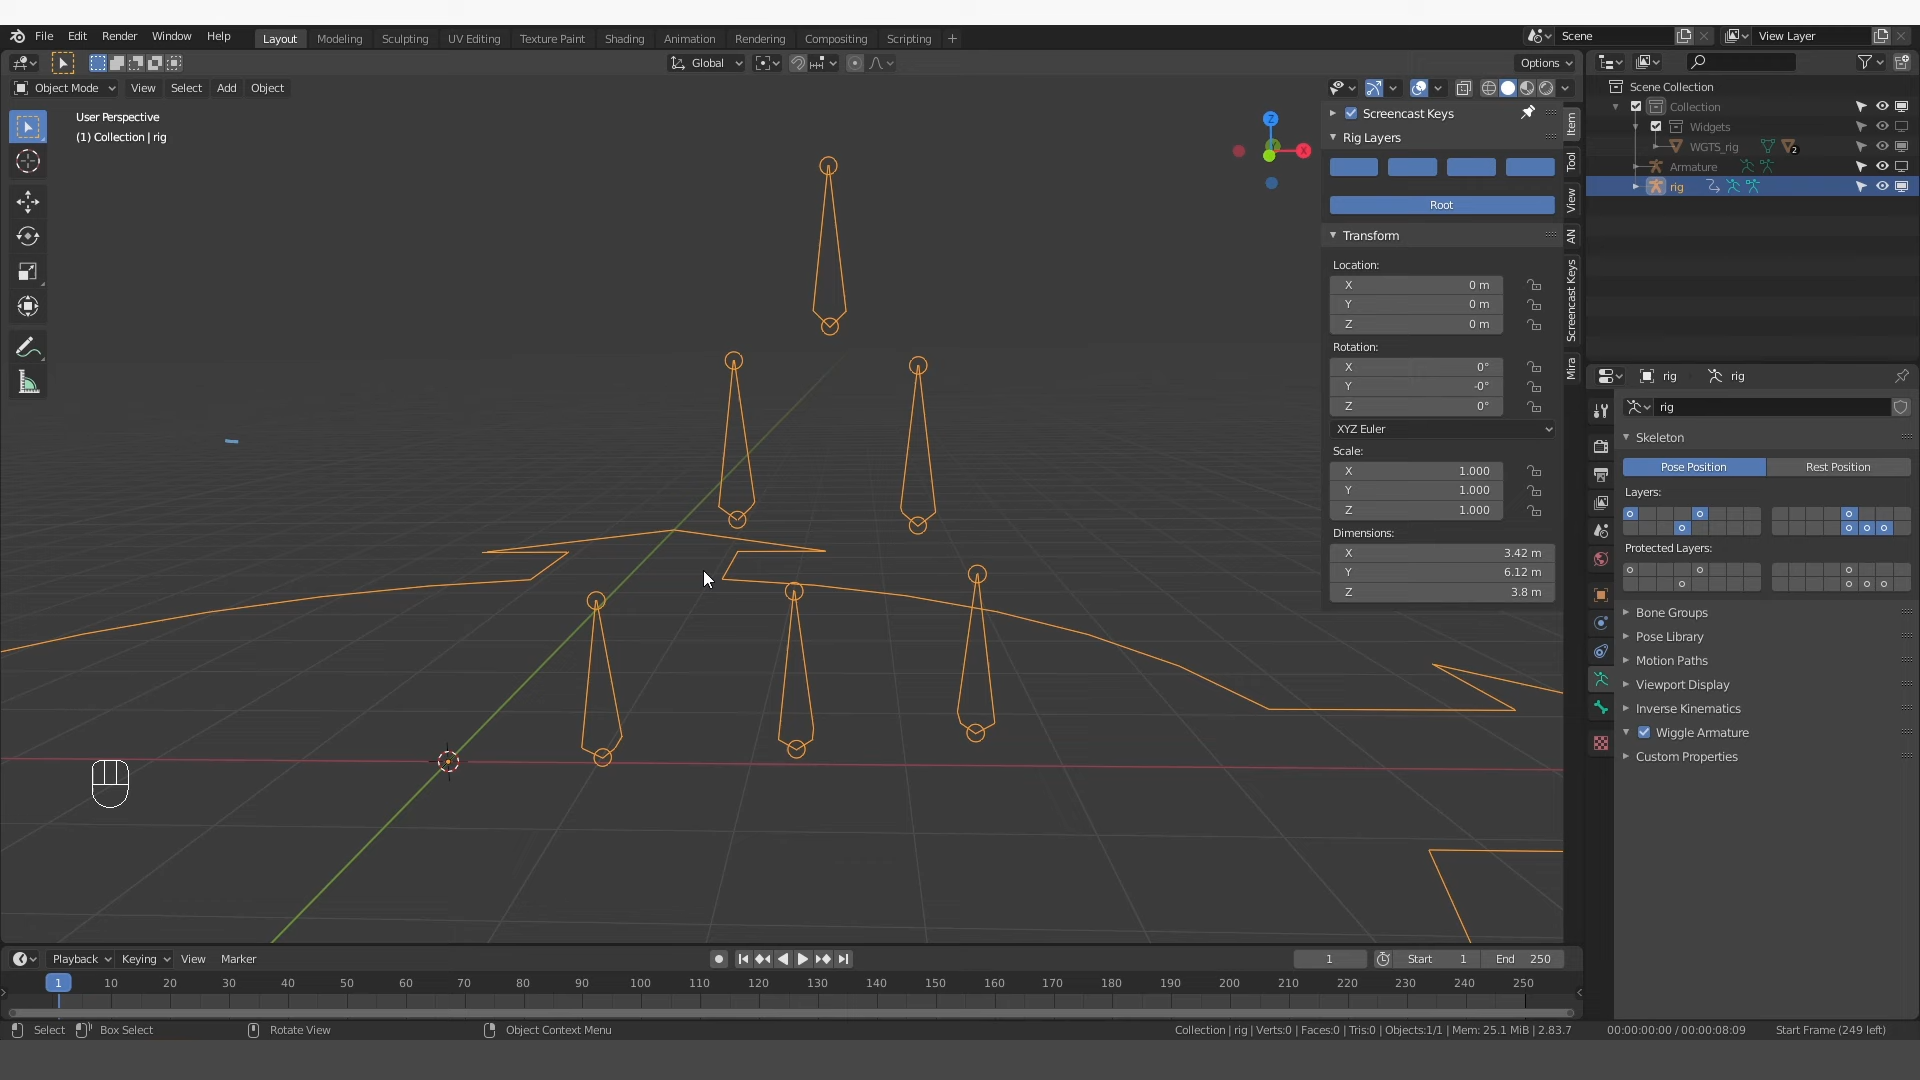 File Edit Render Window Help Layout Modeling Sculpting UV Editing Texture Paint Shading Animation Rendering Compositing Scripting + Scene View Layer
Global Options
Object Mode View Select Add Object
User Perspective
(1) Collection | rig
Z
X
Screencast Keys
Rig Layers
Root
Transform
Location:
X 0 m
Y 0 m
Z 0 m
Rotation:
X 0°
Y -0°
Z 0°
XYZ Euler
Scale:
X 1.000
Y 1.000
Z 1.000
Dimensions:
X 3.42 m
Y 6.12 m
Z 3.8 m
Item
Tool
View
AN
Screencast Keys
Mira
Scene Collection
Collection
Widgets
WGTS_rig 2
Armature
rig
rig rig
rig
Skeleton
Pose Position Rest Position
Layers:
Protected Layers:
Bone Groups
Pose Library
Motion Paths
Viewport Display
Inverse Kinematics
Wiggle Armature
Custom Properties
Playback Keying View Marker 1 Start 1 End 250
1 10 20 30 40 50 60 70 80 90 100 110 120 130 140 150 160 170 180 190 200 210 220 230 240 250
Select Box Select Rotate View Object Context Menu Collection | rig | Verts:0 | Faces:0 | Tris:0 | Objects:1/1 | Mem: 25.1 MiB | 2.83.7 00:00:00:00 / 00:00:08:09 Start Frame (249 left)